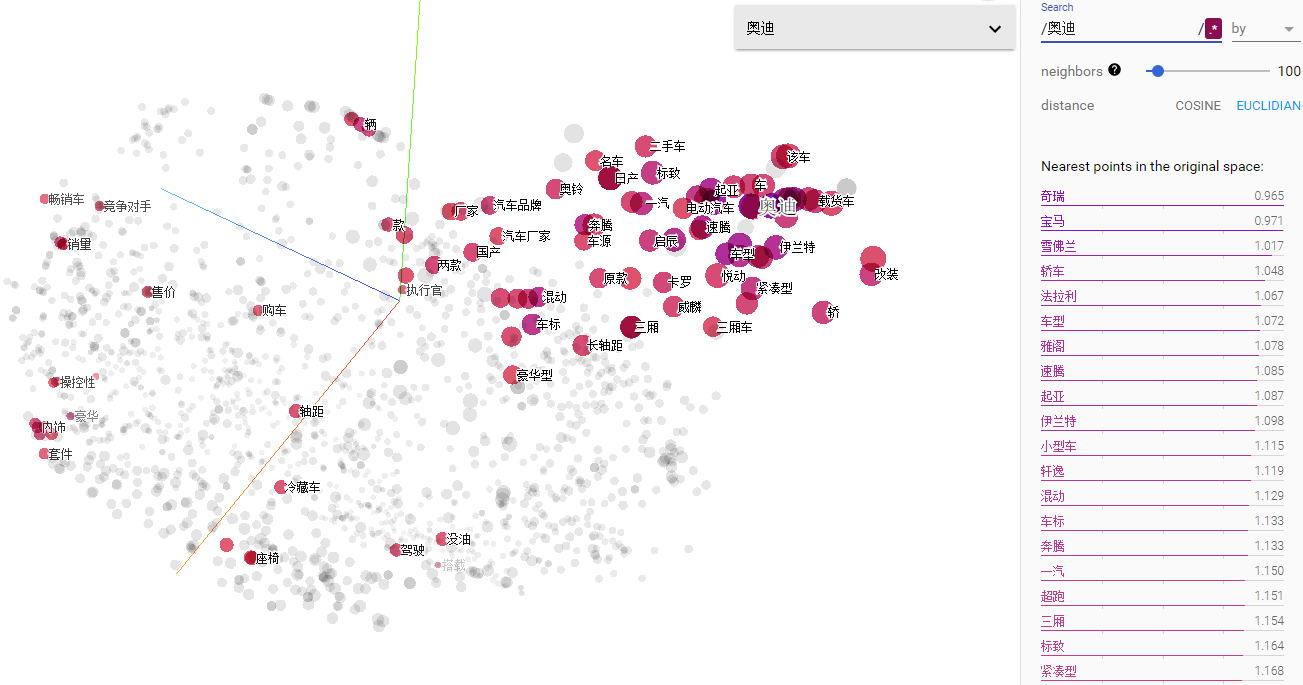 奥迪
Search
/奥迪
/ .* by
neighbors ? 100
distance COSINE EUCLIDIAN
Nearest points in the original space:
奇瑞 0.965
宝马 0.971
雪佛兰 1.017
轿车 1.048
法拉利 1.067
车型 1.072
雅阁 1.078
速腾 1.085
起亚 1.087
伊兰特 1.098
小型车 1.115
轩逸 1.119
混动 1.129
车标 1.133
奔腾 1.133
一汽 1.150
超跑 1.151
三厢 1.154
标致 1.164
紧凑型 1.168
辆
二手车
名车
日产
标致
该车
奥铃
起亚
车
畅销车
竞争对手
厂家
汽车品牌
一汽
电动汽车
奥迪
载货车
款
奔腾
速腾
销量
汽车厂家
车源
启辰
车型
伊兰特
国产
两款
原款
卡罗
悦动
改装
售价
执行官
混动
紧凑型
购车
威麟
轿
车标
三厢
三厢车
长轴距
豪华型
操控性
轴距
豪华
内饰
套件
冷藏车
没油
驾驶
座椅
搭载